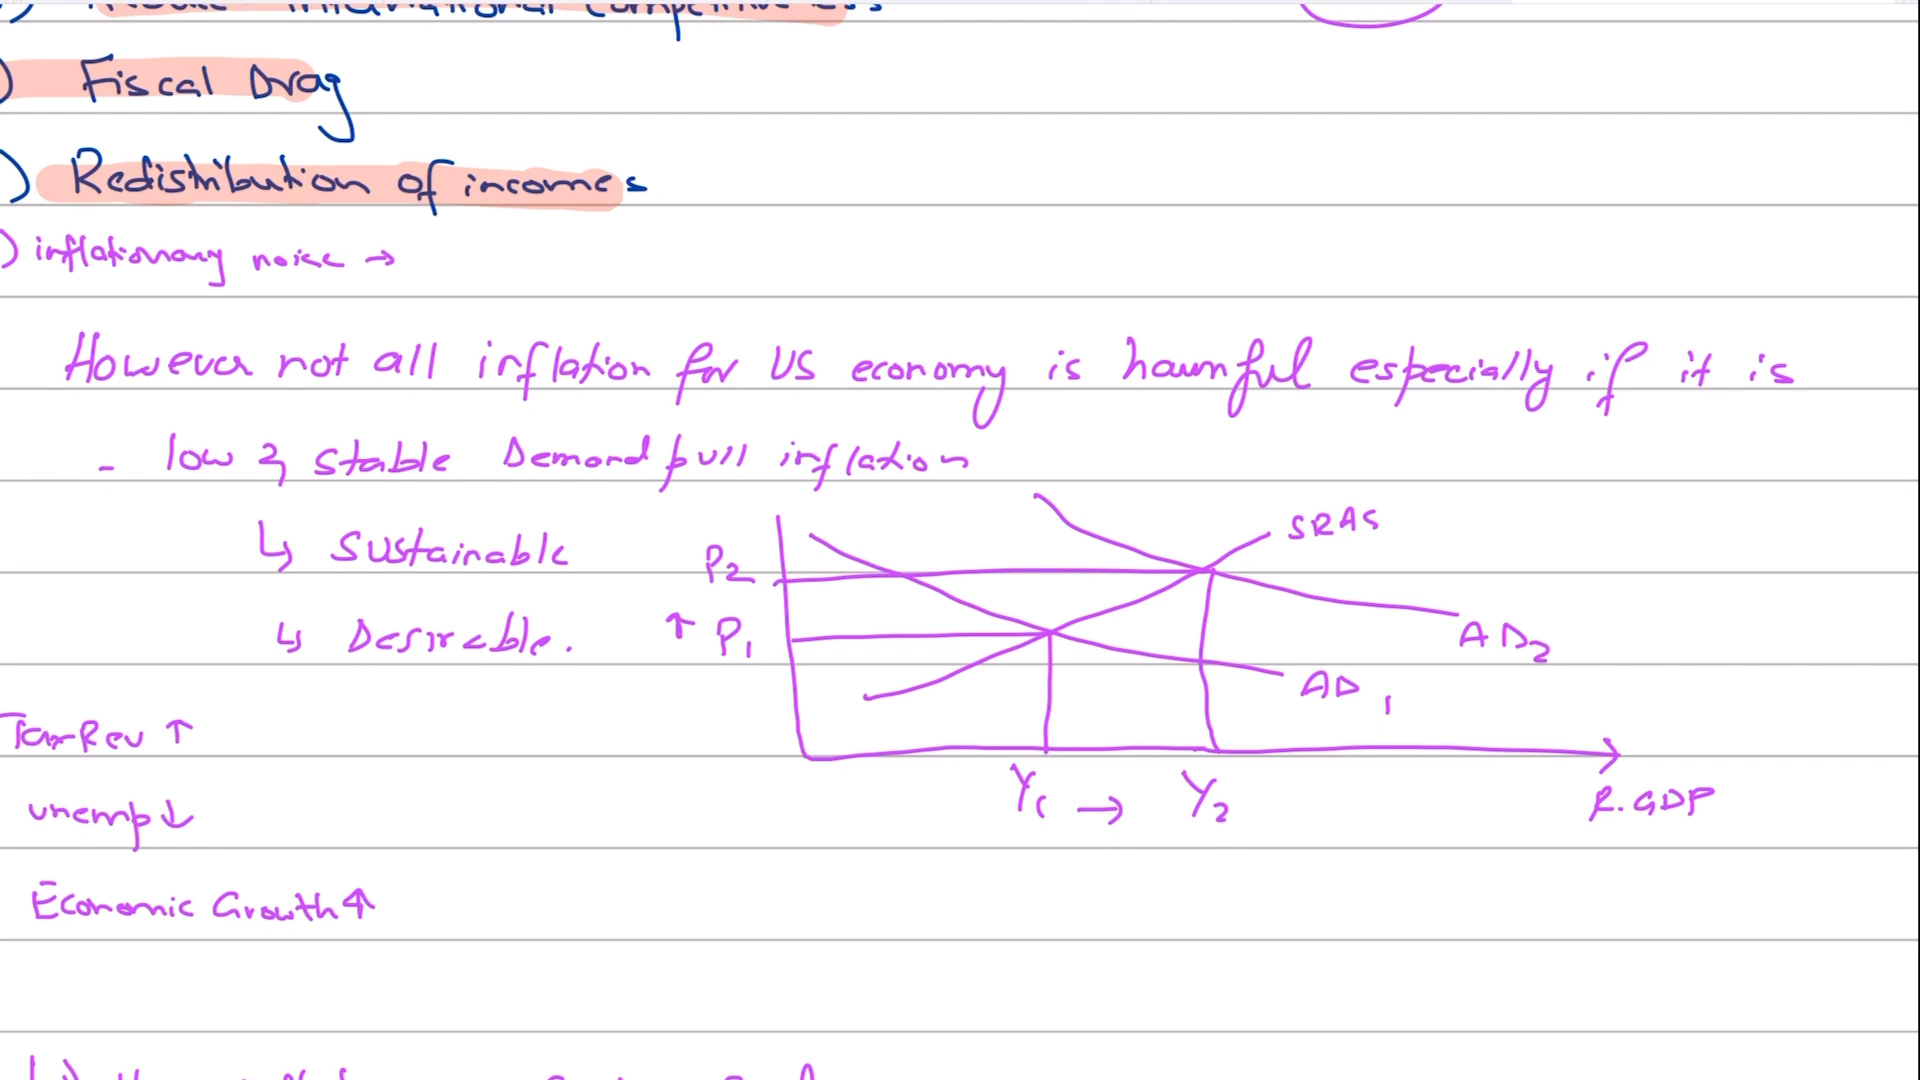 International
) Fiscal Drag
) Redistribution of incomes
) inflationary noise →
However not all inflation for US economy is harmful especially if it is
- low & stable Demand pull inflation
↳ Sustainable
↳ Desirable.
P2
↑ P1
SRAS
AD2
AD1
Y1 → Y2
R.GDP
Tax Rev ↑
unemp ↓
Economic Growth ↑